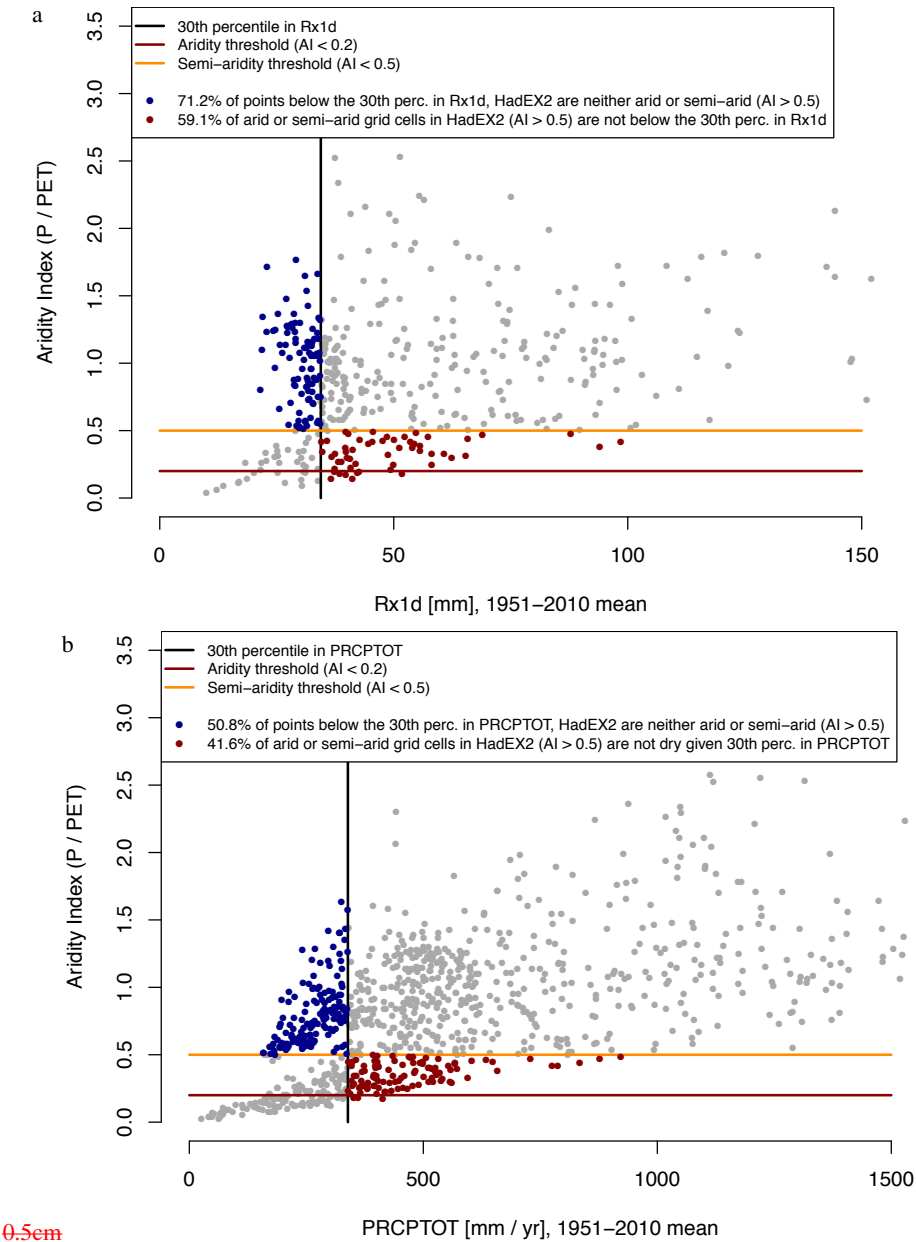 a
30th percentile in Rx1d
Aridity threshold (AI < 0.2)
Semi−aridity threshold (AI < 0.5)
71.2% of points below the 30th perc. in Rx1d, HadEX2 are neither arid or semi−arid (AI > 0.5)
59.1% of arid or semi−arid grid cells in HadEX2 (AI > 0.5) are not below the 30th perc. in Rx1d
Aridity Index (P / PET)
3.5
3.0
2.5
2.0
1.5
1.0
0.5
0.0
0 50 100 150
Rx1d [mm], 1951−2010 mean
b
30th percentile in PRCPTOT
Aridity threshold (AI < 0.2)
Semi−aridity threshold (AI < 0.5)
50.8% of points below the 30th perc. in PRCPTOT, HadEX2 are neither arid or semi−arid (AI > 0.5)
41.6% of arid or semi−arid grid cells in HadEX2 (AI > 0.5) are not dry given 30th perc. in PRCPTOT
Aridity Index (P / PET)
3.5
3.0
2.5
2.0
1.5
1.0
0.5
0.0
0 500 1000 1500
PRCPTOT [mm / yr], 1951−2010 mean
0.5cm